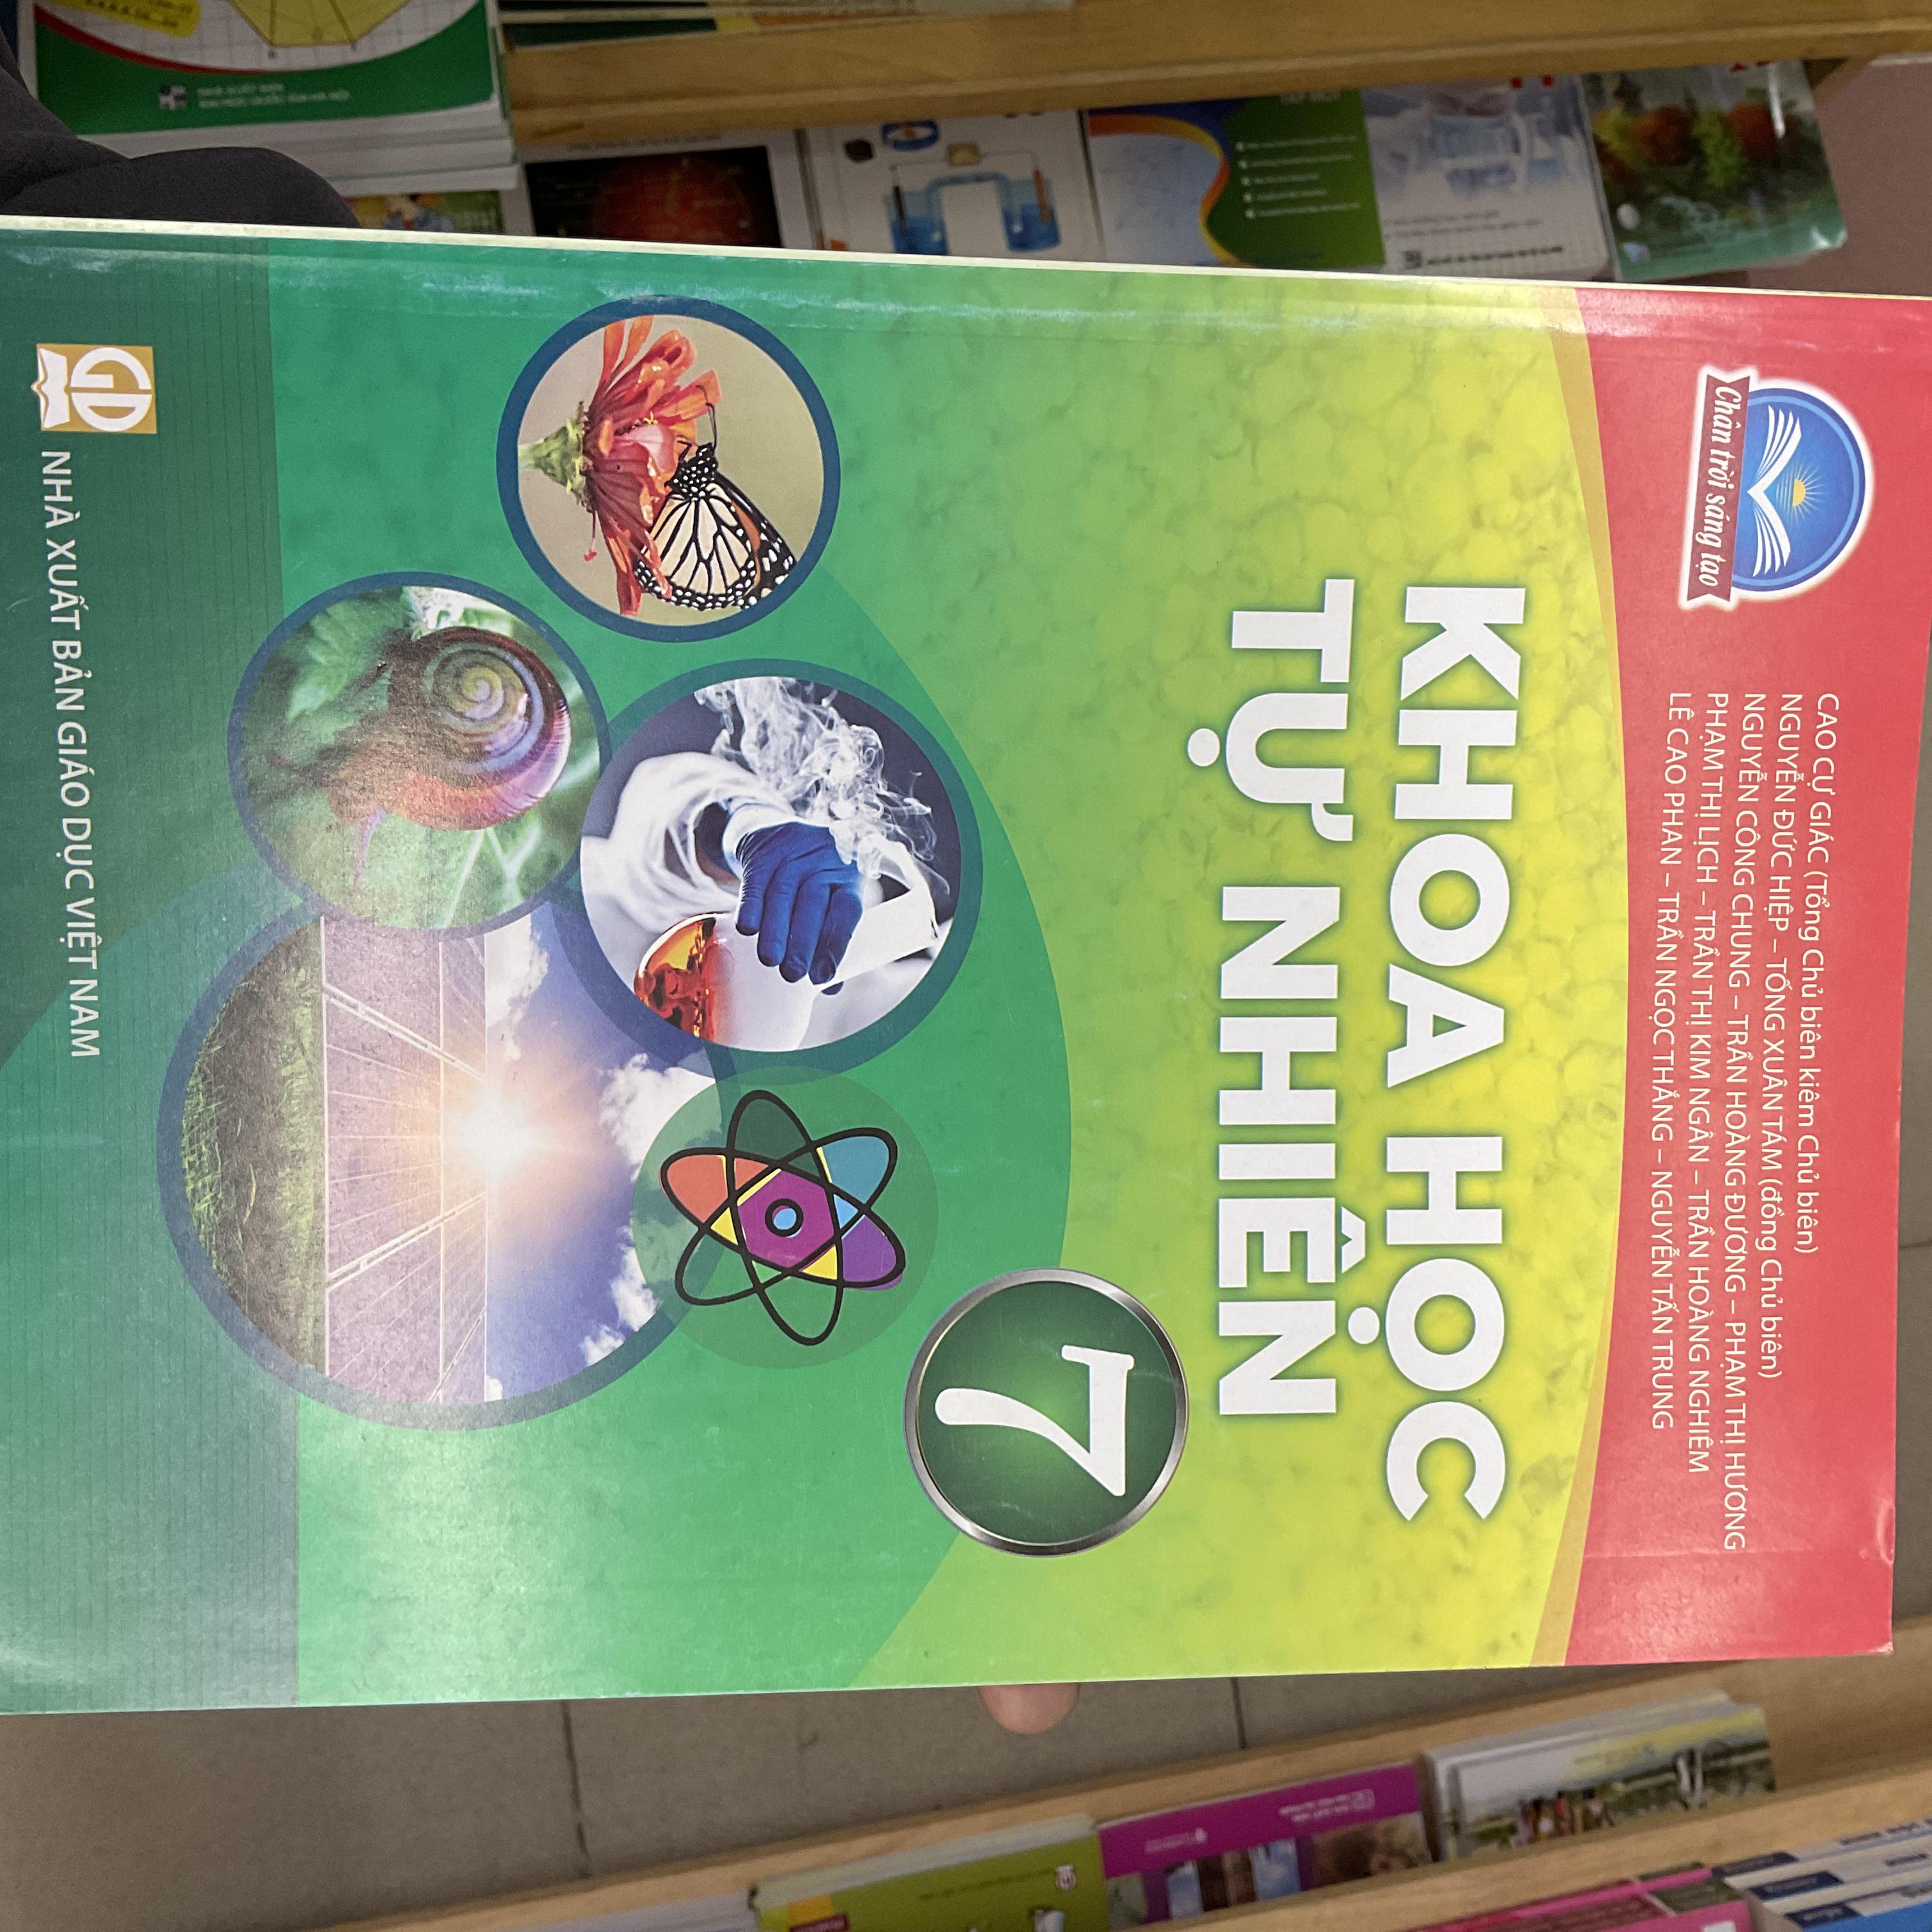 Chân trời sáng tạo
CAO CỰ GIÁC (Tổng Chủ biên kiêm Chủ biên)
NGUYỄN ĐỨC HIỆP – TỐNG XUÂN TÁM (đồng Chủ biên)
NGUYỄN CÔNG CHUNG – TRẦN HOÀNG ĐƯƠNG – PHẠM THỊ HƯƠNG
PHẠM THỊ LỊCH – TRẦN THỊ KIM NGÂN – TRẦN HOÀNG NGHIÊM
LÊ CAO PHAN – TRẦN NGỌC THẮNG – NGUYỄN TẤN TRUNG
KHOA HỌC
TỰ NHIÊN
7
GD
NHÀ XUẤT BẢN GIÁO DỤC VIỆT NAM